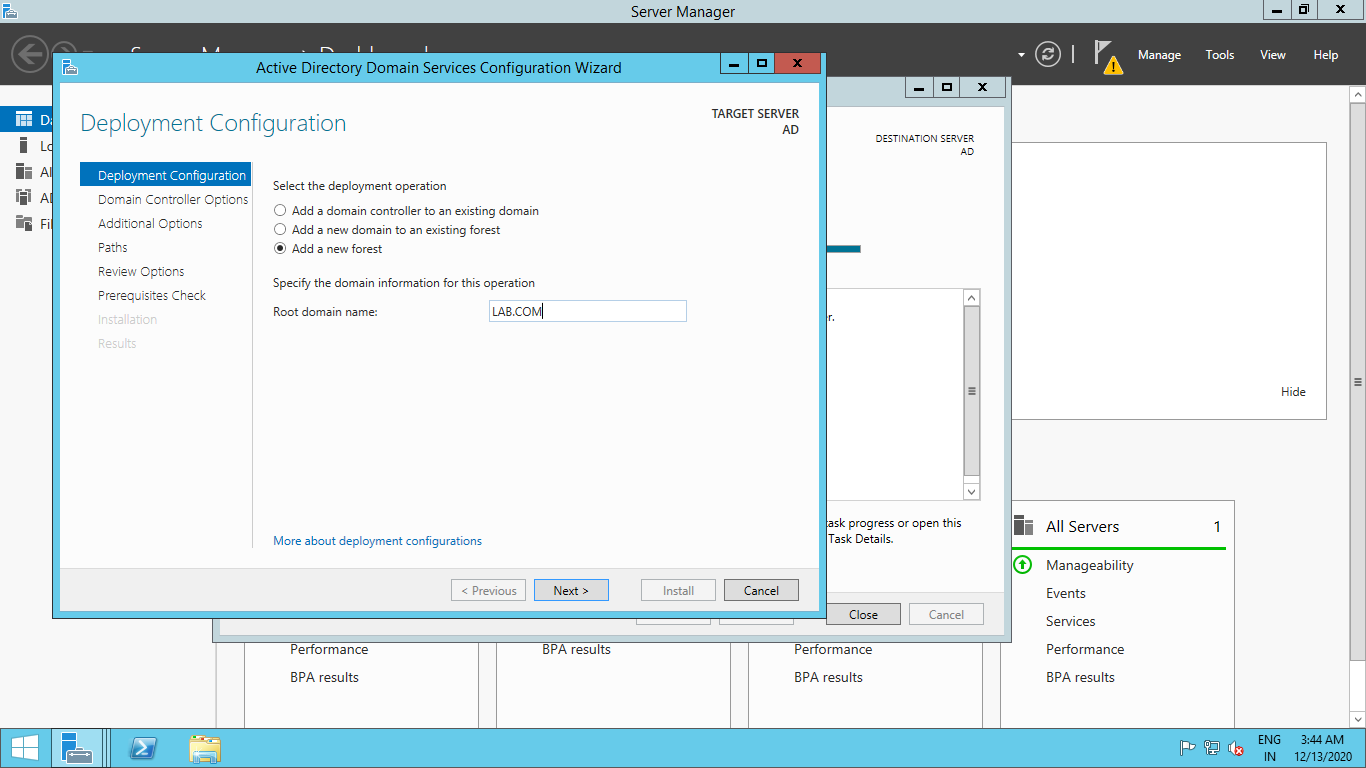 Server Manager
Manage Tools View Help
Active Directory Domain Services Configuration Wizard
Deployment Configuration
TARGET SERVER
AD
DESTINATION SERVER
AD
Deployment Configuration
Domain Controller Options
Additional Options
Paths
Review Options
Prerequisites Check
Installation
Results
Select the deployment operation
Add a domain controller to an existing domain
Add a new domain to an existing forest
Add a new forest
Specify the domain information for this operation
Root domain name: LAB.COM
More about deployment configurations
< Previous Next > Install Cancel
task progress or open this
Task Details.
Close Cancel
Hide
All Servers 1
Manageability
Events
Services
Performance
BPA results
Performance
BPA results
BPA results
Performance
BPA results
ENG
IN
3:44 AM
12/13/2020